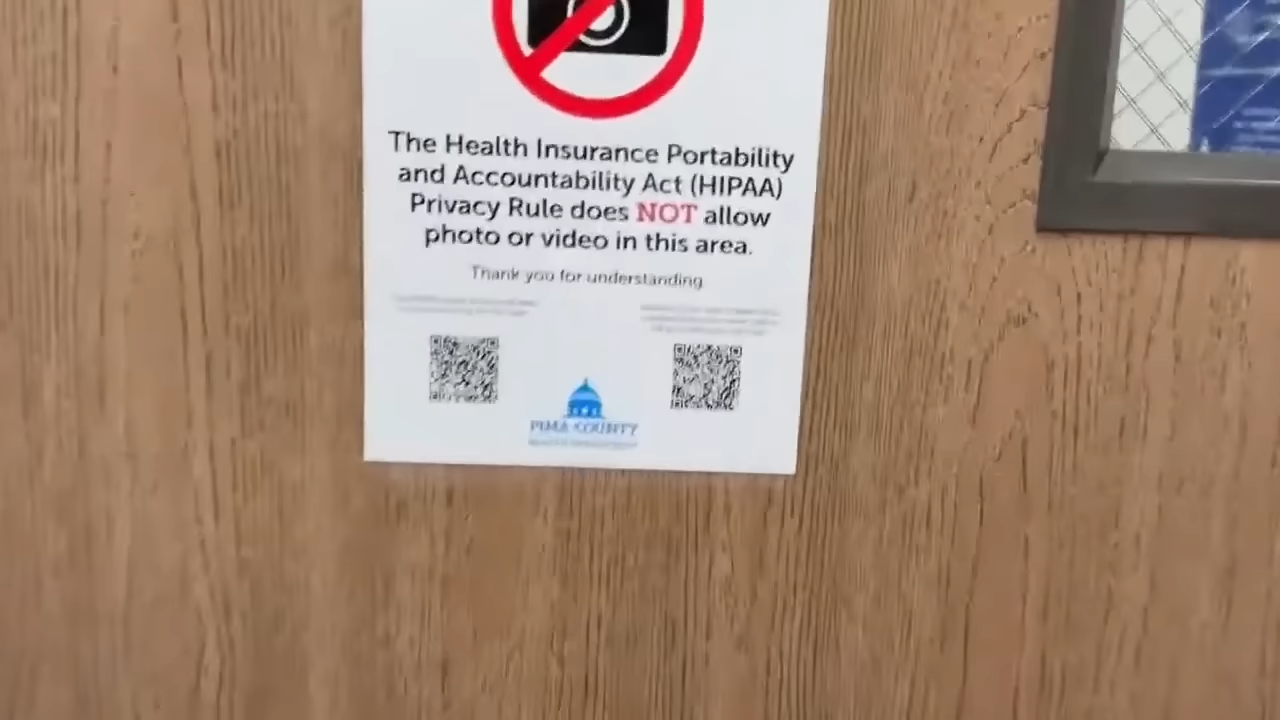 The Health Insurance Portability
and Accountability Act (HIPAA)
Privacy Rule does NOT allow
photo or video in this area.
Thank you for understanding
PIMA COUNTY